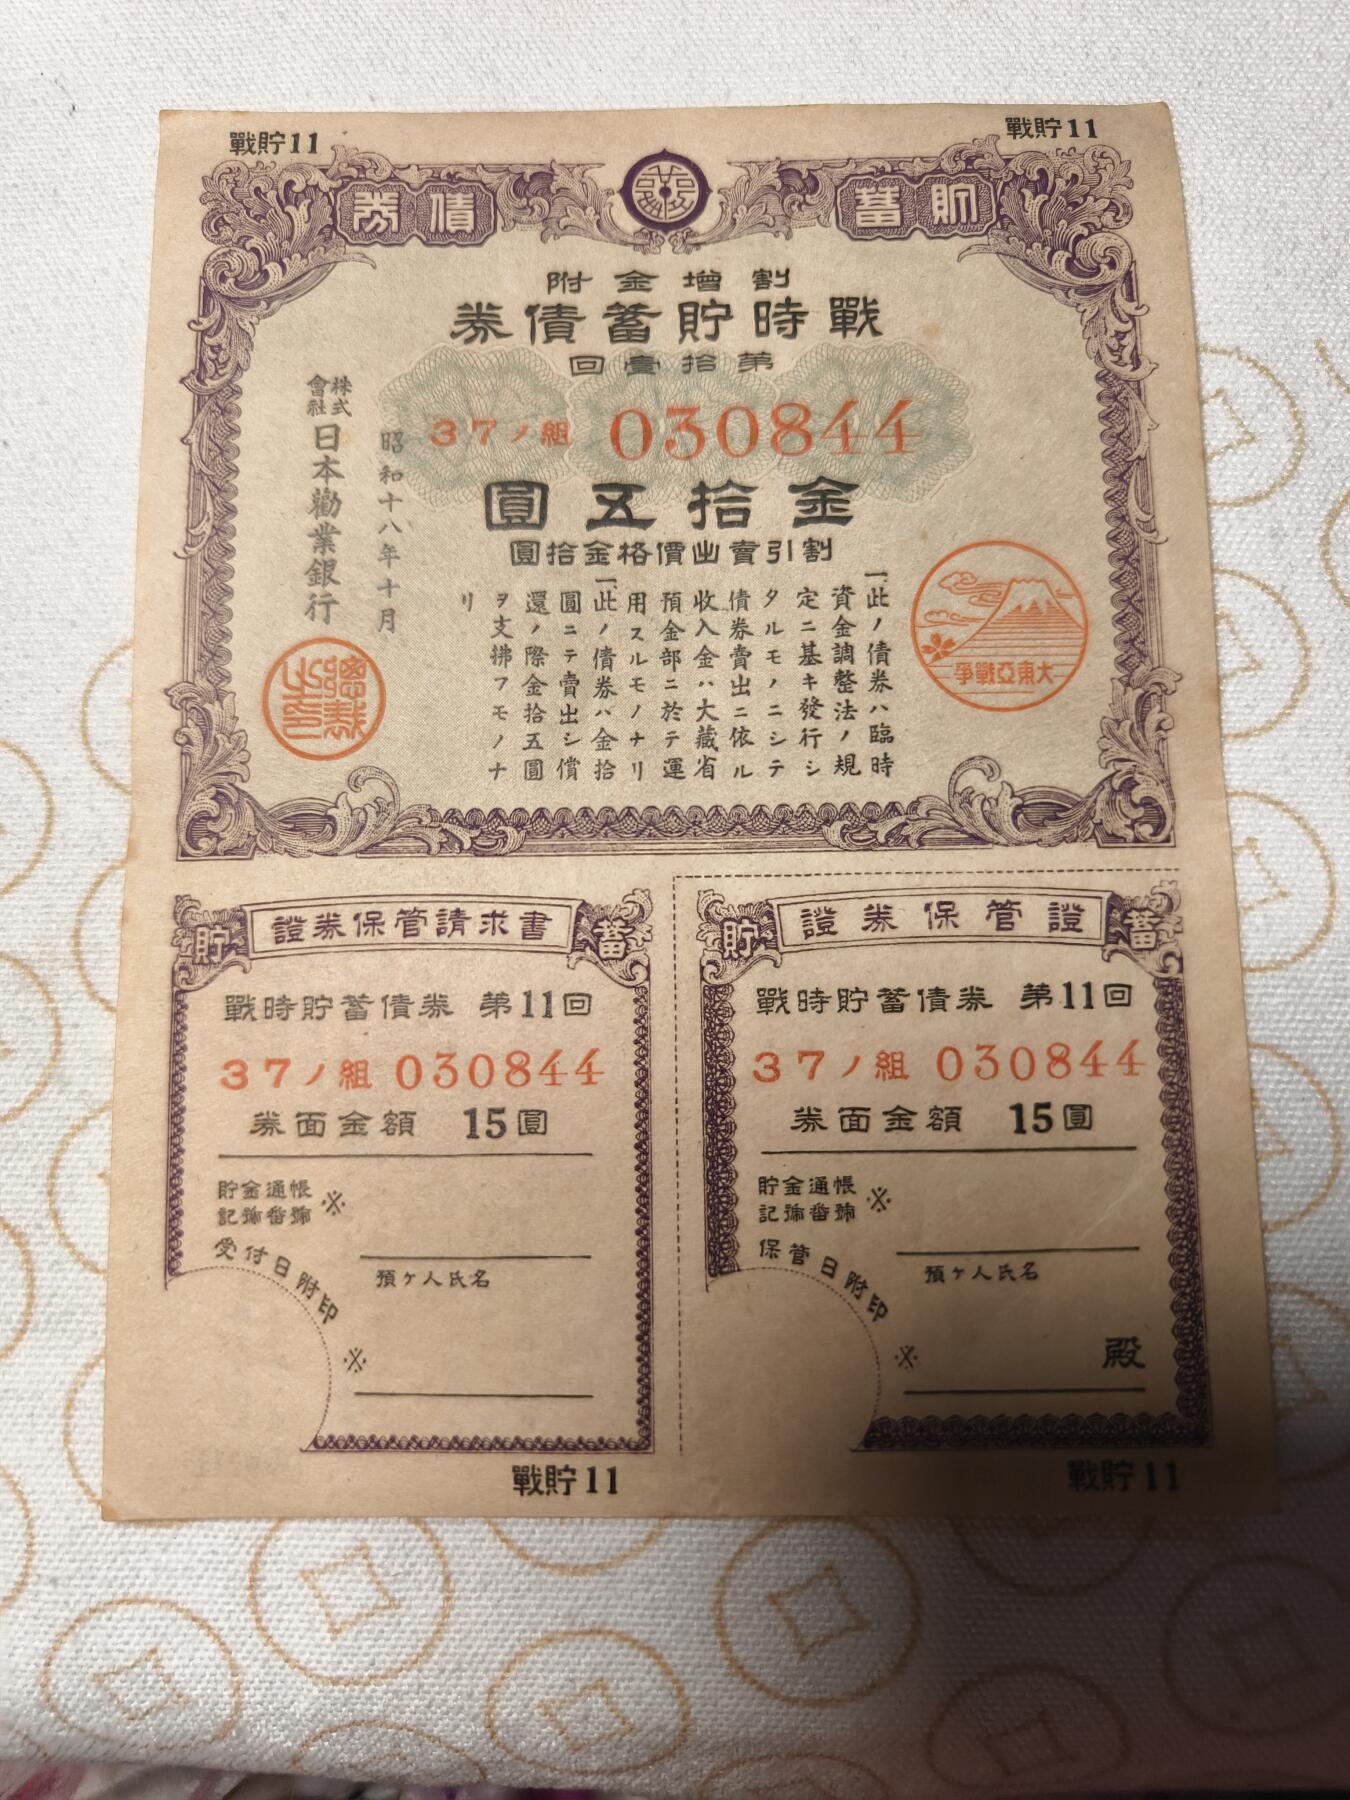 戰貯11
戰貯11
貯蓄
債券
割增金附
戰時貯蓄債券
第拾壹回
37ノ組 030844
金拾五圓
割引賣出價格金拾圓
一、此ノ債券ハ臨時
資金調整法ノ規
定ニ基キ發行シ
タルモノニシテ
債券賣出ニ依ル
收入金ハ大藏省
預金部ニ於テ運
用スルモノナリ
一、此ノ債券ハ金拾
圓ニテ賣出シ償
還ノ際金拾五圓
ヲ支拂フモノナ
リ
昭和十八年十月
株式會社日本勸業銀行
總裁之印
大東亞戰爭
貯蓄
證券保管請求書
戰時貯蓄債券 第11回
37ノ組 030844
券面金額 15圓
貯金通帳
記號番號 ※
受付日附印
預ケ人氏名
※
戰貯11
貯蓄
證券保管證
戰時貯蓄債券 第11回
37ノ組 030844
券面金額 15圓
貯金通帳
記號番號 ※
保管日附印
預ケ人氏名
※
殿
戰貯11